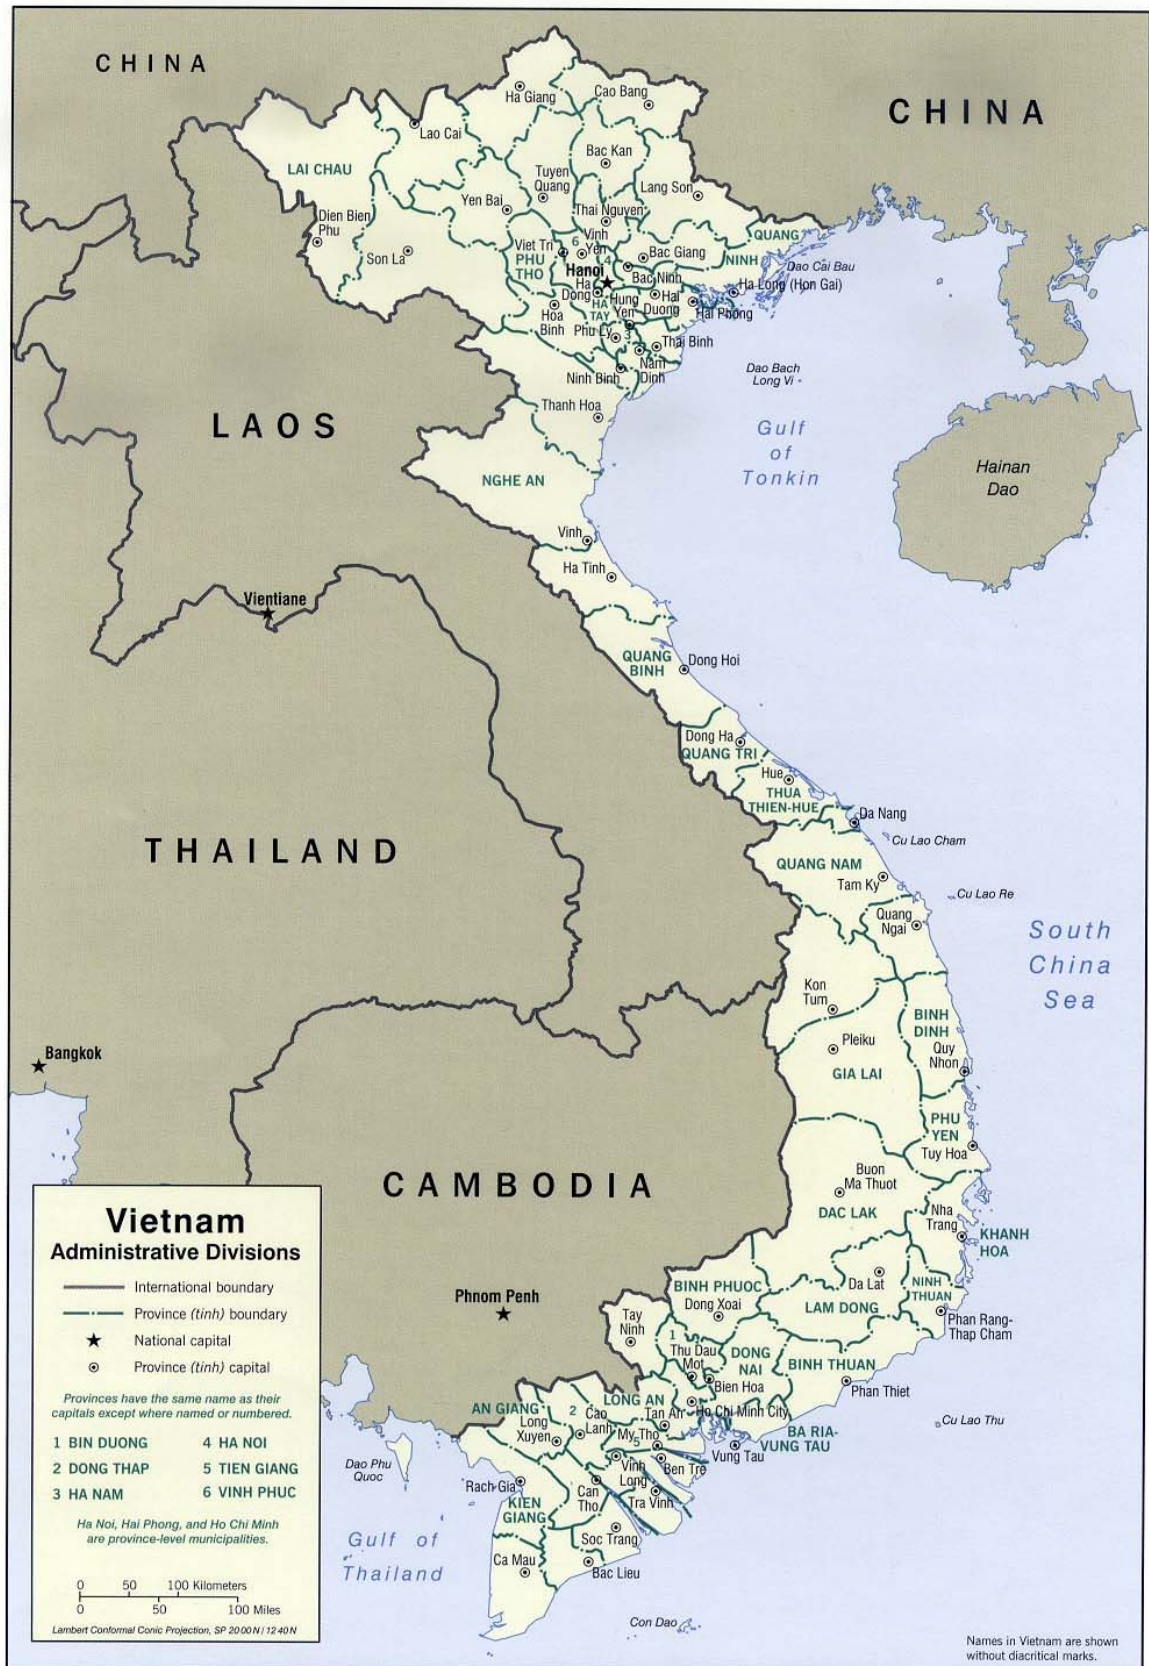 CHINA
CHINA
Ha Giang
Cao Bang
Lao Cai
LAI CHAU
Bac Kan
Tuyen
Quang
Lang Son
Yen Bai
Thai Nguyen
Dien Bien
Phu
Son La
Viet Tri
PHU
THO
6
Vinh
Yen
4
Bac Giang
QUANG
NINH
Dao Cai Bau
Hanoi
Bac Ninh
Ha Long (Hon Gai)
Ha
Dong
HA
TAY
Hung
Yen
Hai
Duong
Hai Phong
Hoa
Binh
Phu Ly
3
Thai Binh
Nam
Dinh
Ninh Binh
Dao Bach
Long Vi
Thanh Hoa
LAOS
Gulf
of
Tonkin
Hainan
Dao
NGHE AN
Vinh
Ha Tinh
Vientiane
QUANG
BINH
Dong Hoi
Dong Ha
QUANG TRI
Hue
THUA
THIEN-HUE
Da Nang
Cu Lao Cham
THAILAND
QUANG NAM
Tam Ky
Cu Lao Re
Quang
Ngai
South
China
Sea
Kon
Tum
BINH
DINH
Pleiku
Quy
Nhon
GIA LAI
Bangkok
PHU
YEN
Tuy Hoa
CAMBODIA
Buon
Ma Thuot
DAC LAK
Nha
Trang
KHANH
HOA
BINH PHUOC
Dong Xoai
Da Lat
NINH
THUAN
LAM DONG
Phan Rang-
Thap Cham
Phnom Penh
Tay
Ninh
1
Thu Dau
Mot
DONG
NAI
BINH THUAN
Bien Hoa
Phan Thiet
AN GIANG
LONG AN
Ho Chi Minh City
Cu Lao Thu
Long
Xuyen
2
Cao
Lanh
Tan An
BA RIA-
VUNG TAU
My Tho
5
Vung Tau
Dao Phu
Quoc
Rach Gia
Vinh
Long
Ben Tre
KIEN
GIANG
Can
Tho
Tra Vinh
Gulf of
Thailand
Soc Trang
Ca Mau
Bac Lieu
Con Dao
Vietnam
Administrative Divisions
International boundary
Province (tinh) boundary
National capital
Province (tinh) capital
Provinces have the same name as their
capitals except where named or numbered.
1 BIN DUONG
2 DONG THAP
3 HA NAM
4 HA NOI
5 TIEN GIANG
6 VINH PHUC
Ha Noi, Hai Phong, and Ho Chi Minh
are province-level municipalities.
0 50 100 Kilometers
0 50 100 Miles
Lambert Conformal Conic Projection, SP 20 00 N / 12 40 N
Names in Vietnam are shown
without diacritical marks.